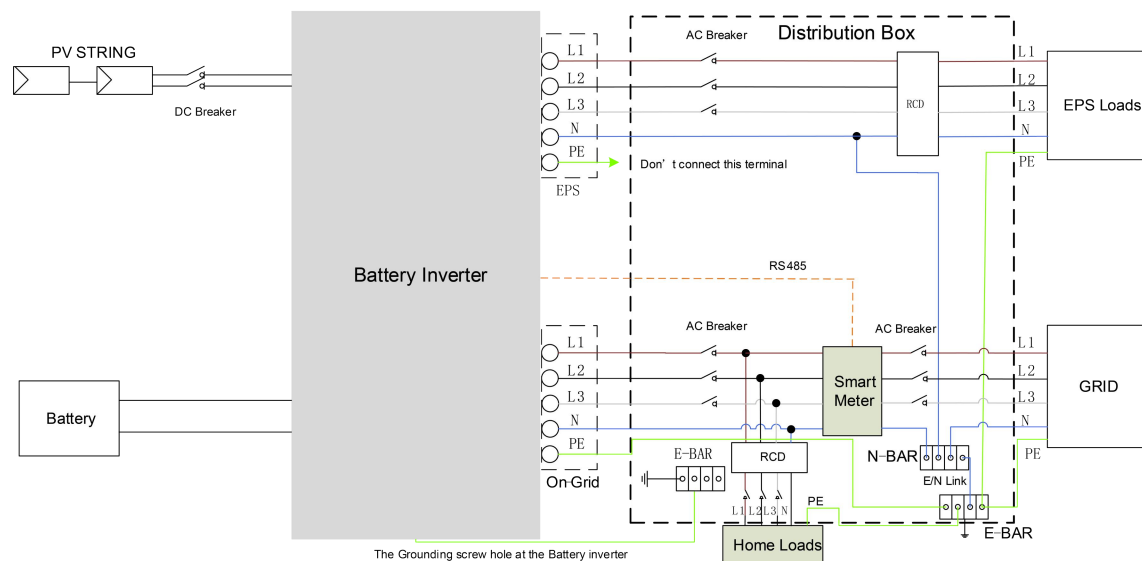 PV STRING
DC Breaker
Battery Inverter
Battery
L1
L2
L3
N
PE
EPS
AC Breaker
Distribution Box
RCD
Don't connect this terminal
L1
L2
L3
N
PE
EPS Loads
RS485
L1
L2
L3
N
PE
On-Grid
AC Breaker
AC Breaker
Smart
Meter
L1
L2
L3
N
PE
GRID
E-BAR
RCD
N-BAR
E/N Link
L1 L2 L3 N
PE
E-BAR
Home Loads
The Grounding screw hole at the Battery inverter